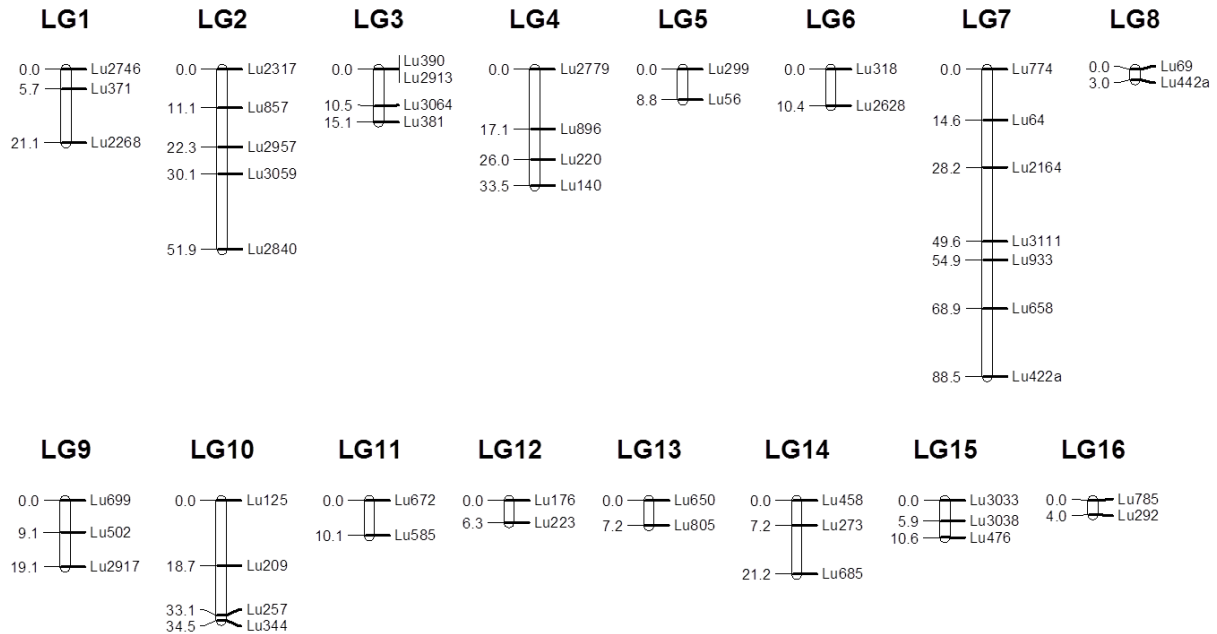 LG1 LG2 LG3 LG4 LG5 LG6 LG7 LG8
0.0 Lu2746
5.7 Lu371
21.1 Lu2268
0.0 Lu2317
11.1 Lu857
22.3 Lu2957
30.1 Lu3059
51.9 Lu2840
Lu390
0.0 Lu2913
10.5 Lu3064
15.1 Lu381
0.0 Lu2779
17.1 Lu896
26.0 Lu220
33.5 Lu140
0.0 Lu299
8.8 Lu56
0.0 Lu318
10.4 Lu2628
0.0 Lu774
14.6 Lu64
28.2 Lu2164
49.6 Lu3111
54.9 Lu933
68.9 Lu658
88.5 Lu422a
0.0 Lu69
3.0 Lu442a
LG9 LG10 LG11 LG12 LG13 LG14 LG15 LG16
0.0 Lu699
9.1 Lu502
19.1 Lu2917
0.0 Lu125
18.7 Lu209
33.1 Lu257
34.5 Lu344
0.0 Lu672
10.1 Lu585
0.0 Lu176
6.3 Lu223
0.0 Lu650
7.2 Lu805
0.0 Lu458
7.2 Lu273
21.2 Lu685
0.0 Lu3033
5.9 Lu3038
10.6 Lu476
0.0 Lu785
4.0 Lu292